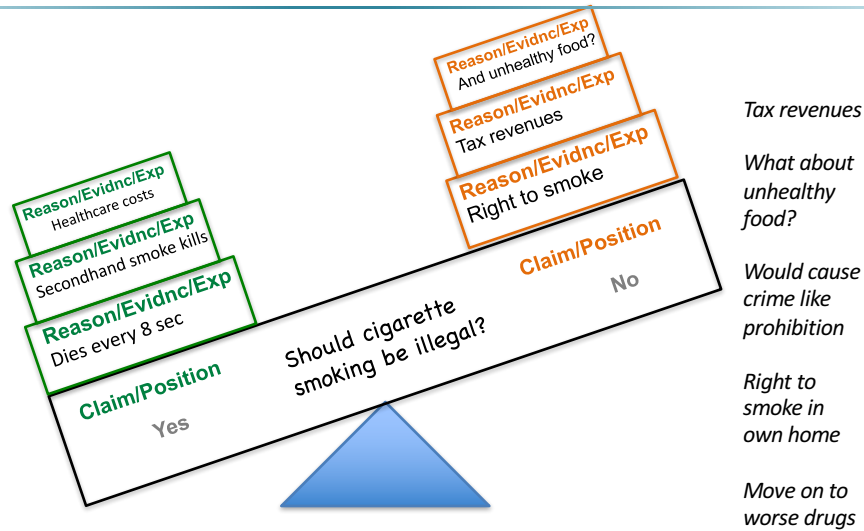 Reason/Evidnc/Exp
Healthcare costs
Reason/Evidnc/Exp
Secondhand smoke kills
Reason/Evidnc/Exp
Dies every 8 sec
Claim/Position
Yes
Should cigarette
smoking be illegal?
Reason/Evidnc/Exp
And unhealthy food?
Reason/Evidnc/Exp
Tax revenues
Reason/Evidnc/Exp
Right to smoke
Claim/Position
No
Tax revenues
What about
unhealthy
food?
Would cause
crime like
prohibition
Right to
smoke in
own home
Move on to
worse drugs